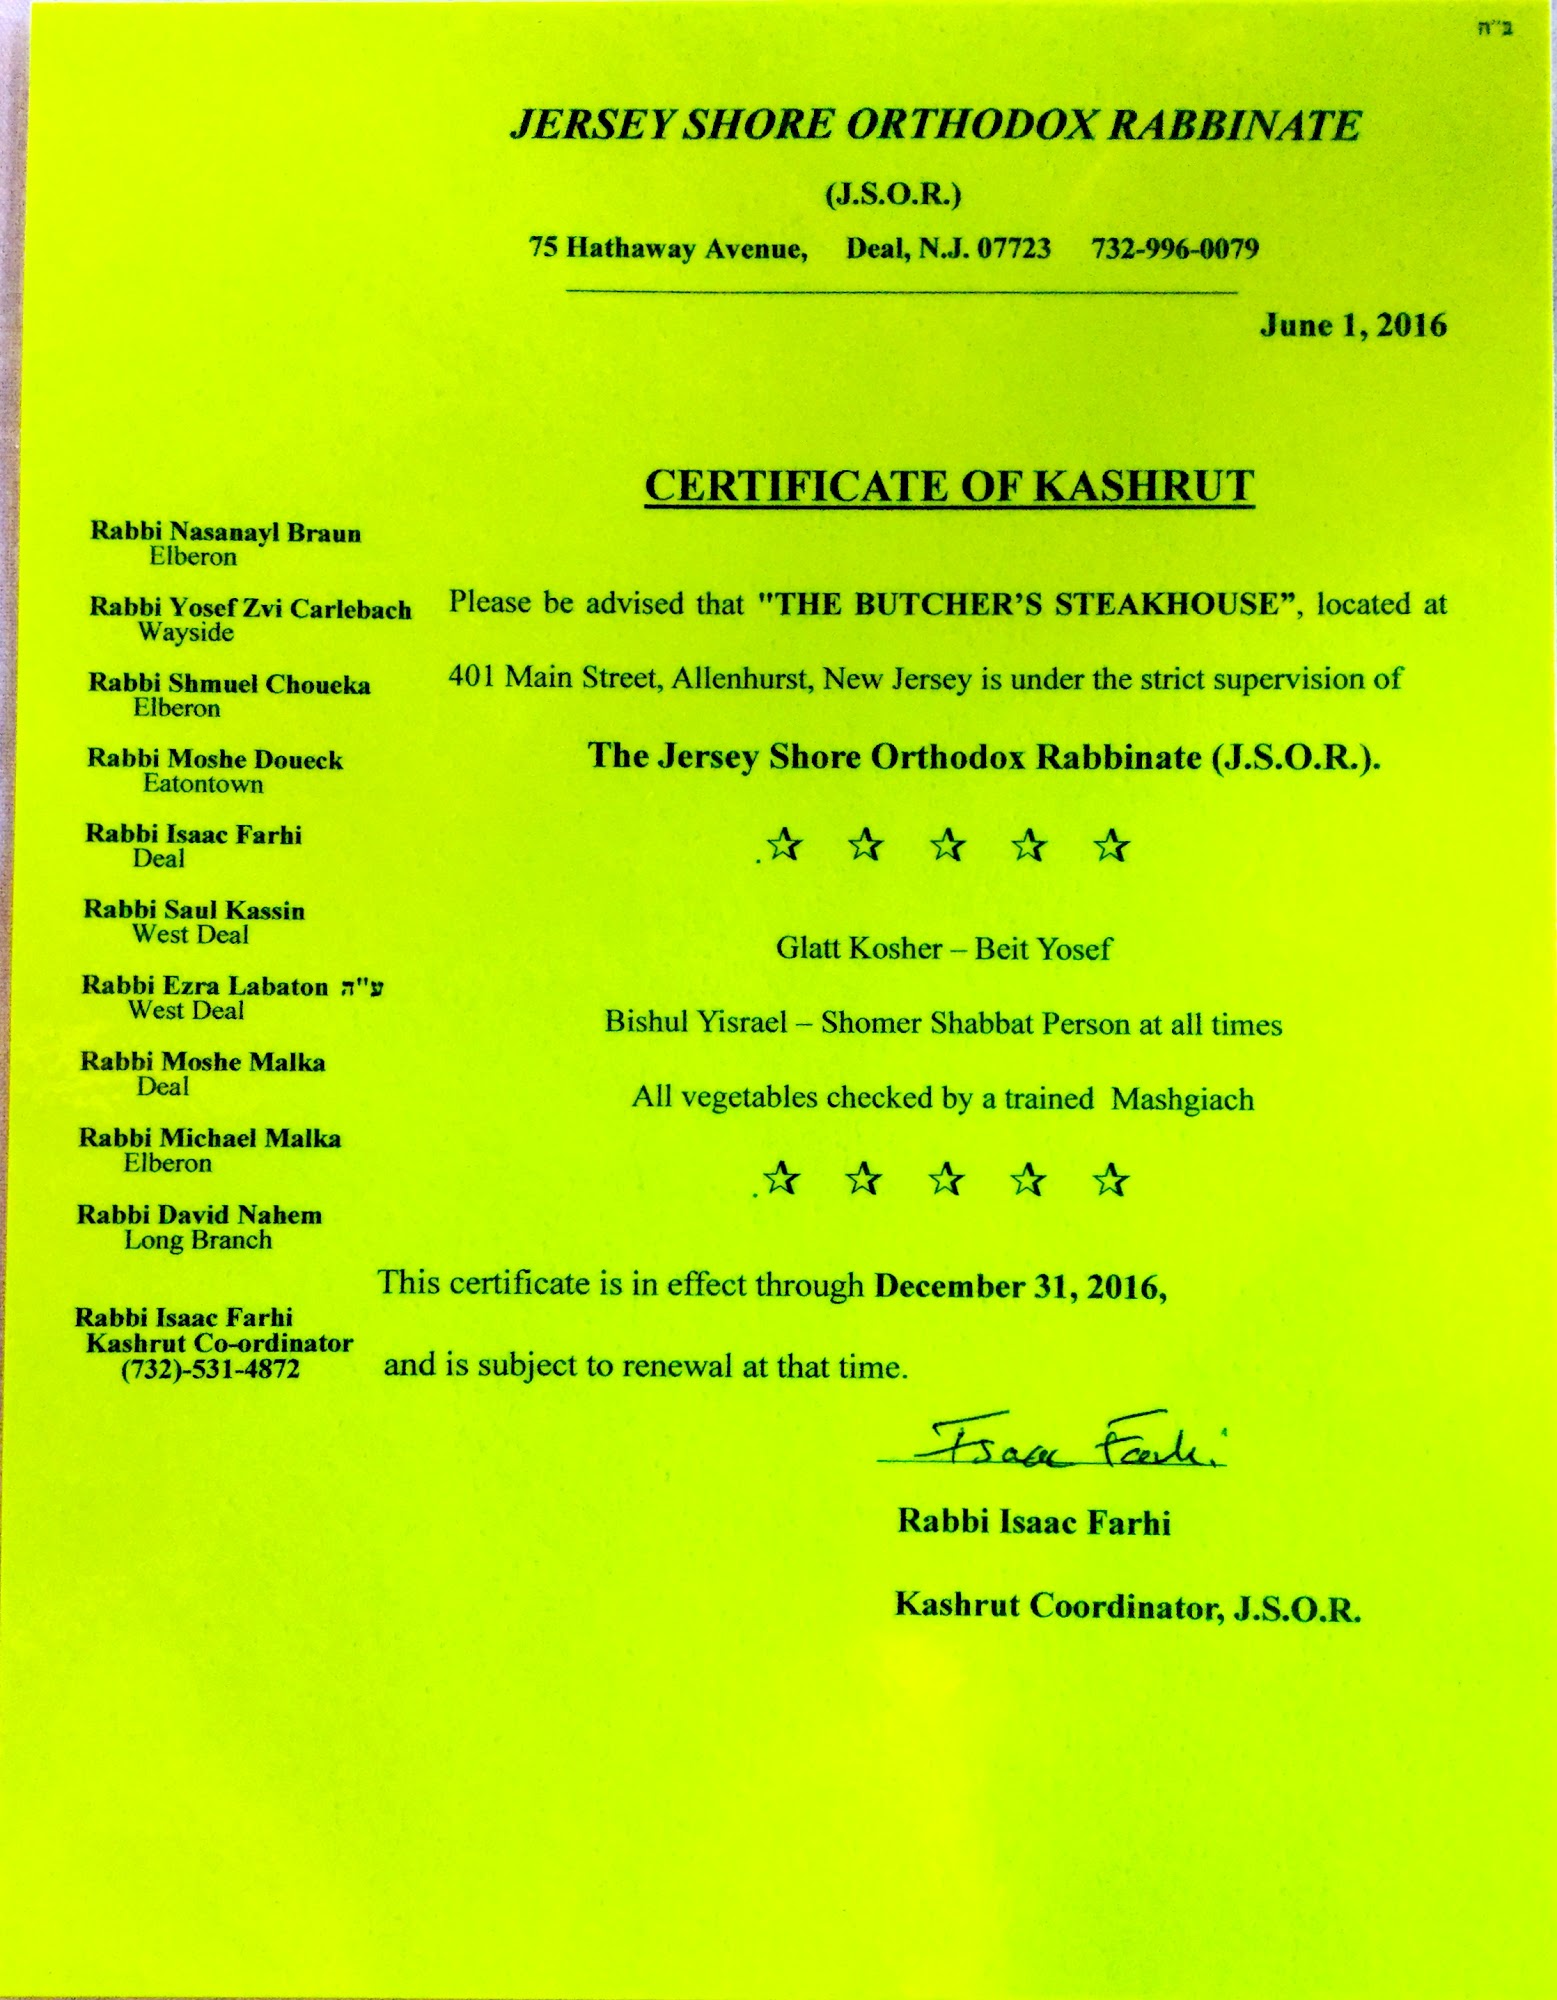 ב"ה
JERSEY SHORE ORTHODOX RABBINATE
(J.S.O.R.)
75 Hathaway Avenue, Deal, N.J. 07723 732-996-0079
June 1, 2016
CERTIFICATE OF KASHRUT
Rabbi Nasanayl Braun
Elberon
Rabbi Yosef Zvi Carlebach
Wayside
Rabbi Shmuel Choueka
Elberon
Rabbi Moshe Doueck
Eatontown
Rabbi Isaac Farhi
Deal
Rabbi Saul Kassin
West Deal
Rabbi Ezra Labaton ע"ה
West Deal
Rabbi Moshe Malka
Deal
Rabbi Michael Malka
Elberon
Rabbi David Nahem
Long Branch
Rabbi Isaac Farhi
Kashrut Co-ordinator
(732)-531-4872
Please be advised that "THE BUTCHER'S STEAKHOUSE”, located at
401 Main Street, Allenhurst, New Jersey is under the strict supervision of
The Jersey Shore Orthodox Rabbinate (J.S.O.R.).
.☆ ☆ ☆ ☆ ☆
Glatt Kosher – Beit Yosef
Bishul Yisrael – Shomer Shabbat Person at all times
All vegetables checked by a trained Mashgiach
.☆ ☆ ☆ ☆ ☆
This certificate is in effect through December 31, 2016,
and is subject to renewal at that time.
Isaac Farhi
Rabbi Isaac Farhi
Kashrut Coordinator, J.S.O.R.